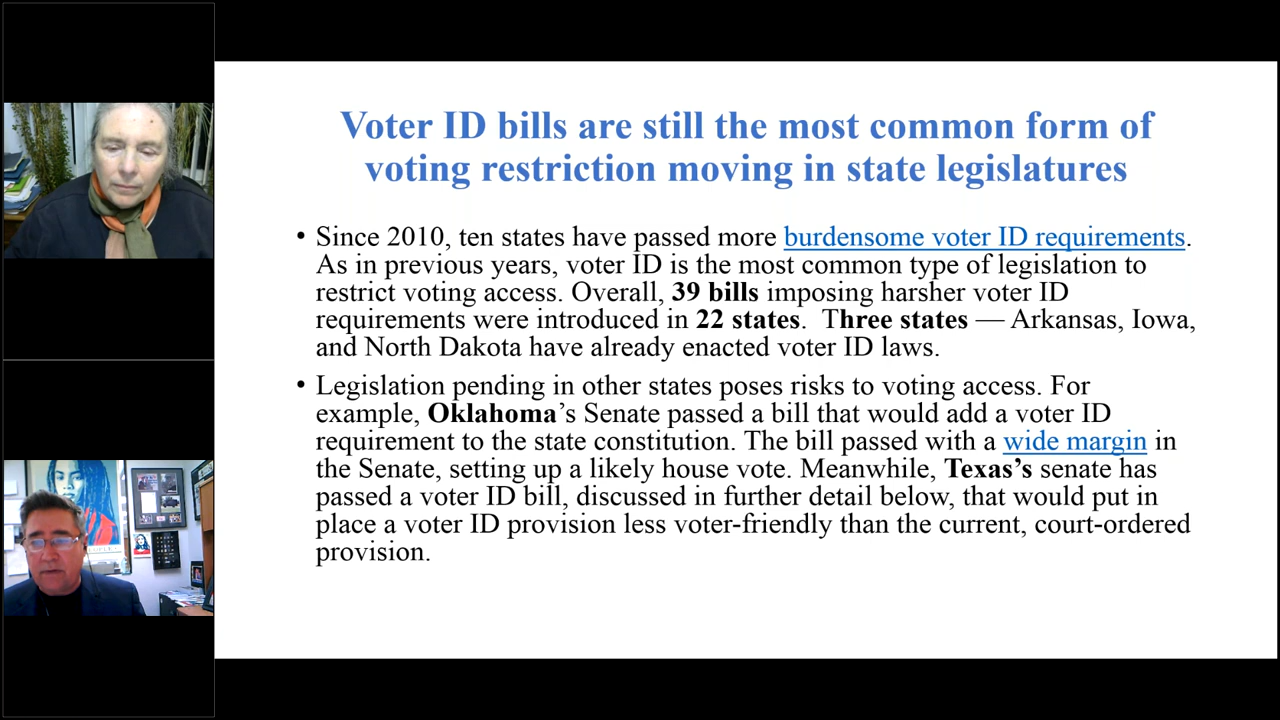 Voter ID bills are still the most common form of
voting restriction moving in state legislatures
• Since 2010, ten states have passed more burdensome voter ID requirements.
As in previous years, voter ID is the most common type of legislation to
restrict voting access. Overall, 39 bills imposing harsher voter ID
requirements were introduced in 22 states.  Three states — Arkansas, Iowa,
and North Dakota have already enacted voter ID laws.
• Legislation pending in other states poses risks to voting access. For
example, Oklahoma’s Senate passed a bill that would add a voter ID
requirement to the state constitution. The bill passed with a wide margin in
the Senate, setting up a likely house vote. Meanwhile, Texas’s senate has
passed a voter ID bill, discussed in further detail below, that would put in
place a voter ID provision less voter-friendly than the current, court-ordered
provision.